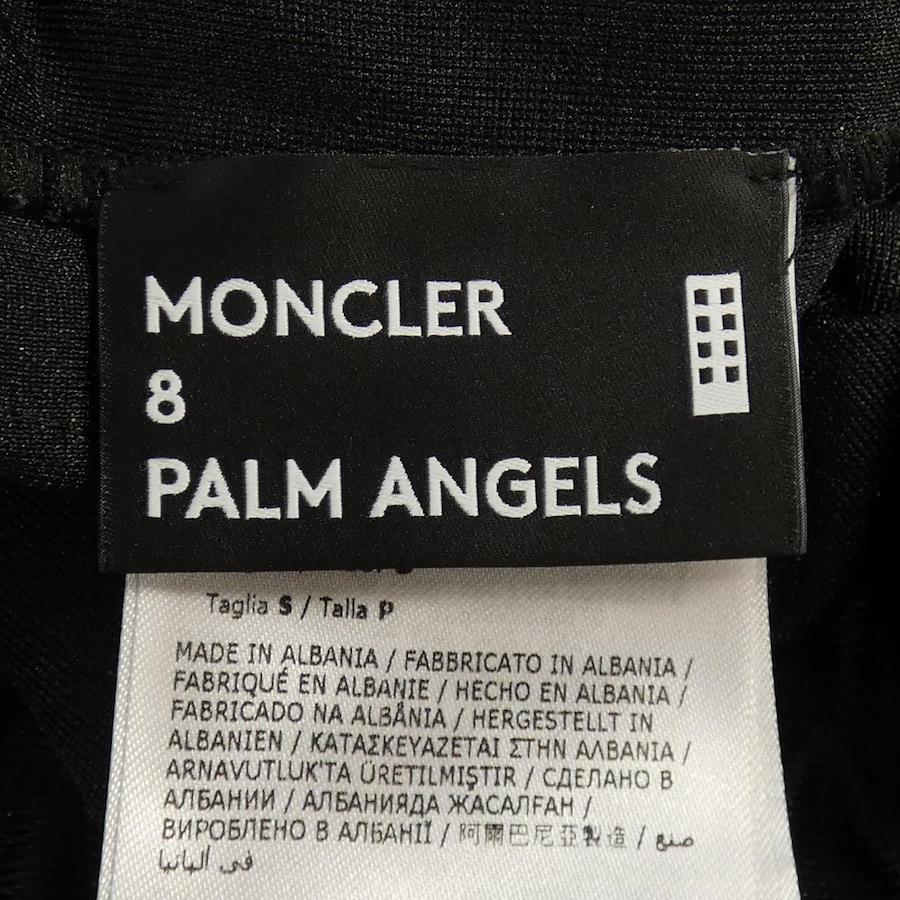 MONCLER
8
PALM ANGELS
Taglia S / Talla P
MADE IN ALBANIA / FABBRICATO IN ALBANIA /
FABRIQUÉ EN ALBANIE / HECHO EN ALBANIA /
FABRICADO NA ALBÂNIA / HERGESTELLT IN
ALBANIEN / ΚΑΤΑΣΚΕΥΑΖΕΤΑΙ ΣΤΗΝ ΑΛΒΑΝΙΑ /
ARNAVUTLUK'TA ÜRETILMIŞTIR / СДЕЛАНО В
АЛБАНИИ / АЛБАНИЯДА ЖАСАЛҒАН /
ВИРОБЛЕНО В АЛБАНІЇ / 阿爾巴尼亞製造 / صنع
في ألبانيا